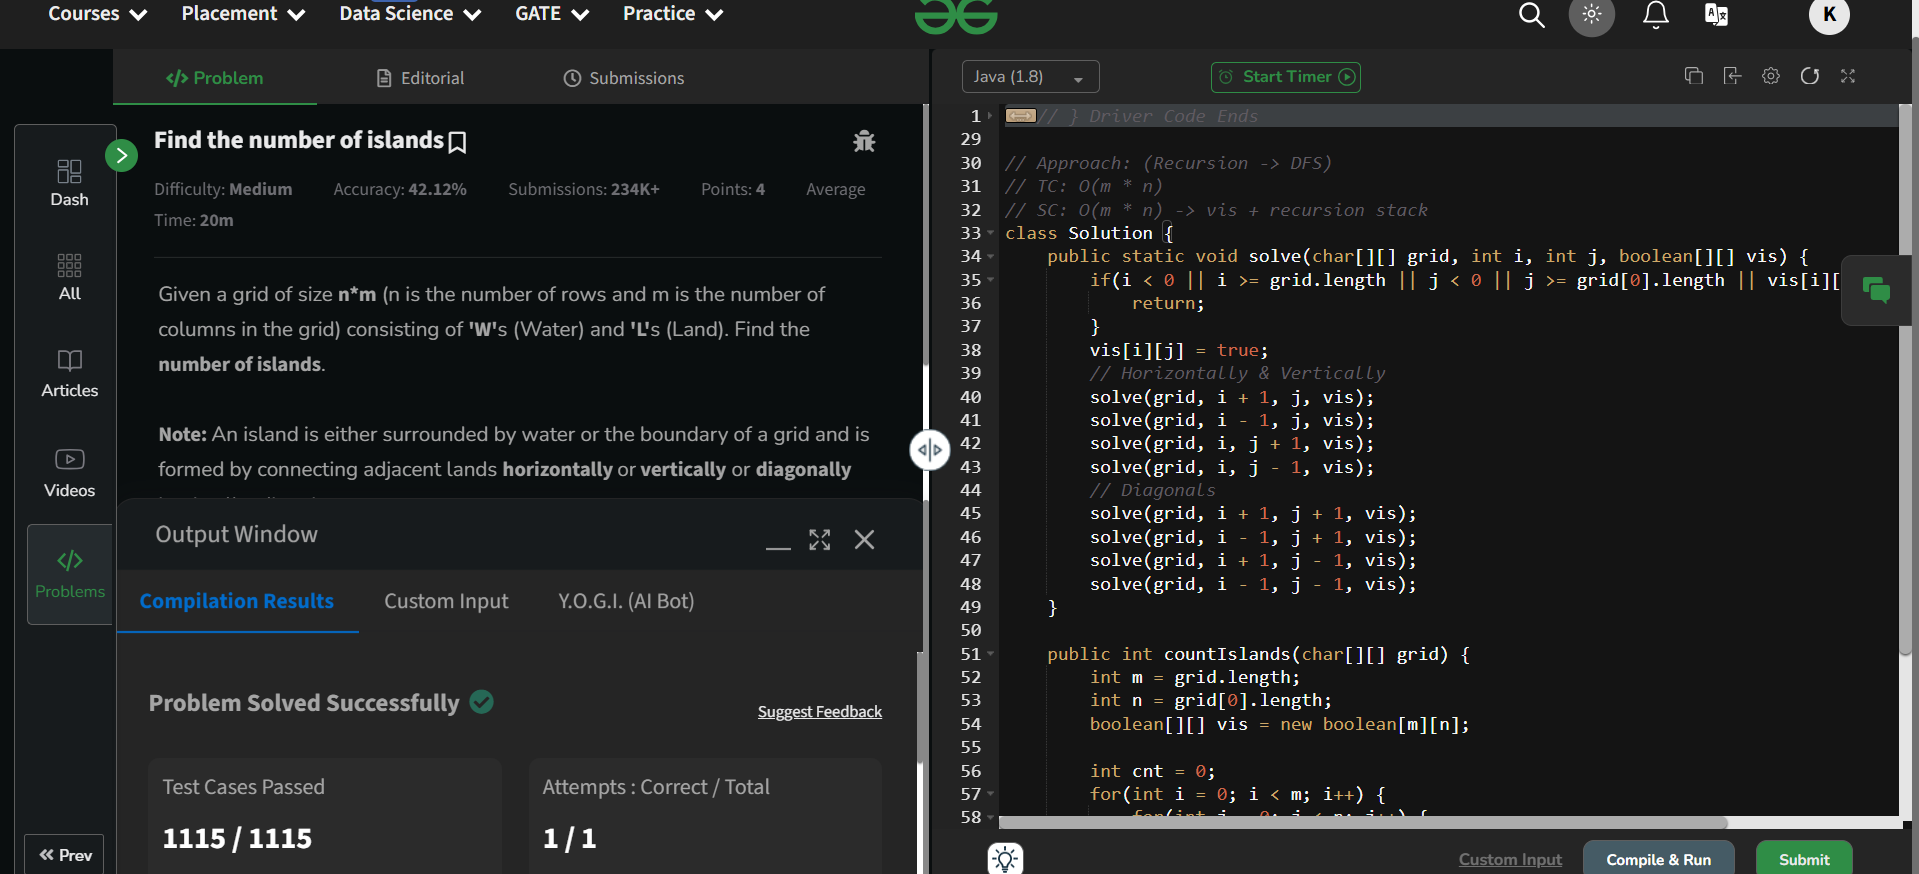 Courses Placement Data Science GATE Practice
K
Problem Editorial Submissions
Dash
All
Articles
Videos
Problems
Prev
Find the number of islands
Difficulty: Medium Accuracy: 42.12% Submissions: 234K+ Points: 4 Average
Time: 20m
Given a grid of size n*m (n is the number of rows and m is the number of
columns in the grid) consisting of 'W's (Water) and 'L's (Land). Find the
number of islands.
Note: An island is either surrounded by water or the boundary of a grid and is
formed by connecting adjacent lands horizontally or vertically or diagonally
Output Window
Compilation Results Custom Input Y.O.G.I. (AI Bot)
Problem Solved Successfully
Suggest Feedback
Test Cases Passed
1115 / 1115
Attempts : Correct / Total
1 / 1
Java (1.8) Start Timer
1 // } Driver Code Ends
29
30 // Approach: (Recursion -> DFS)
31 // TC: O(m * n)
32 // SC: O(m * n) -> vis + recursion stack
33 class Solution {
34 public static void solve(char[][] grid, int i, int j, boolean[][] vis) {
35 if(i < 0 || i >= grid.length || j < 0 || j >= grid[0].length || vis[i][
36 return;
37 }
38 vis[i][j] = true;
39 // Horizontally & Vertically
40 solve(grid, i + 1, j, vis);
41 solve(grid, i - 1, j, vis);
42 solve(grid, i, j + 1, vis);
43 solve(grid, i, j - 1, vis);
44 // Diagonals
45 solve(grid, i + 1, j + 1, vis);
46 solve(grid, i - 1, j + 1, vis);
47 solve(grid, i + 1, j - 1, vis);
48 solve(grid, i - 1, j - 1, vis);
49 }
50
51 public int countIslands(char[][] grid) {
52 int m = grid.length;
53 int n = grid[0].length;
54 boolean[][] vis = new boolean[m][n];
55
56 int cnt = 0;
57 for(int i = 0; i < m; i++) {
58
Custom Input Compile & Run Submit